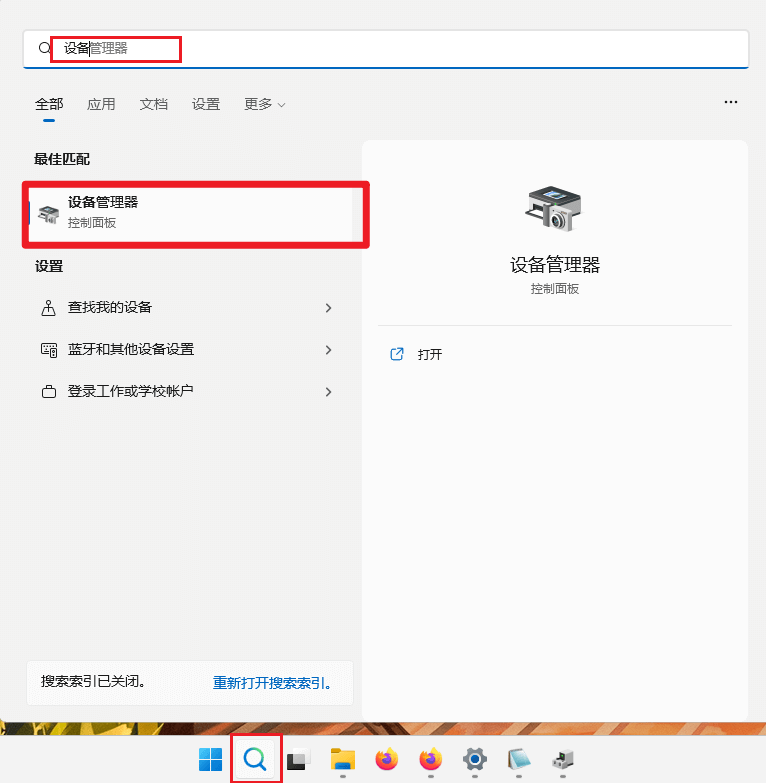 设备管理器
全部 应用 文档 设置 更多
最佳匹配
设备管理器
控制面板
设置
查找我的设备
蓝牙和其他设备设置
登录工作或学校帐户
设备管理器
控制面板
打开
搜索索引已关闭。 重新打开搜索索引。